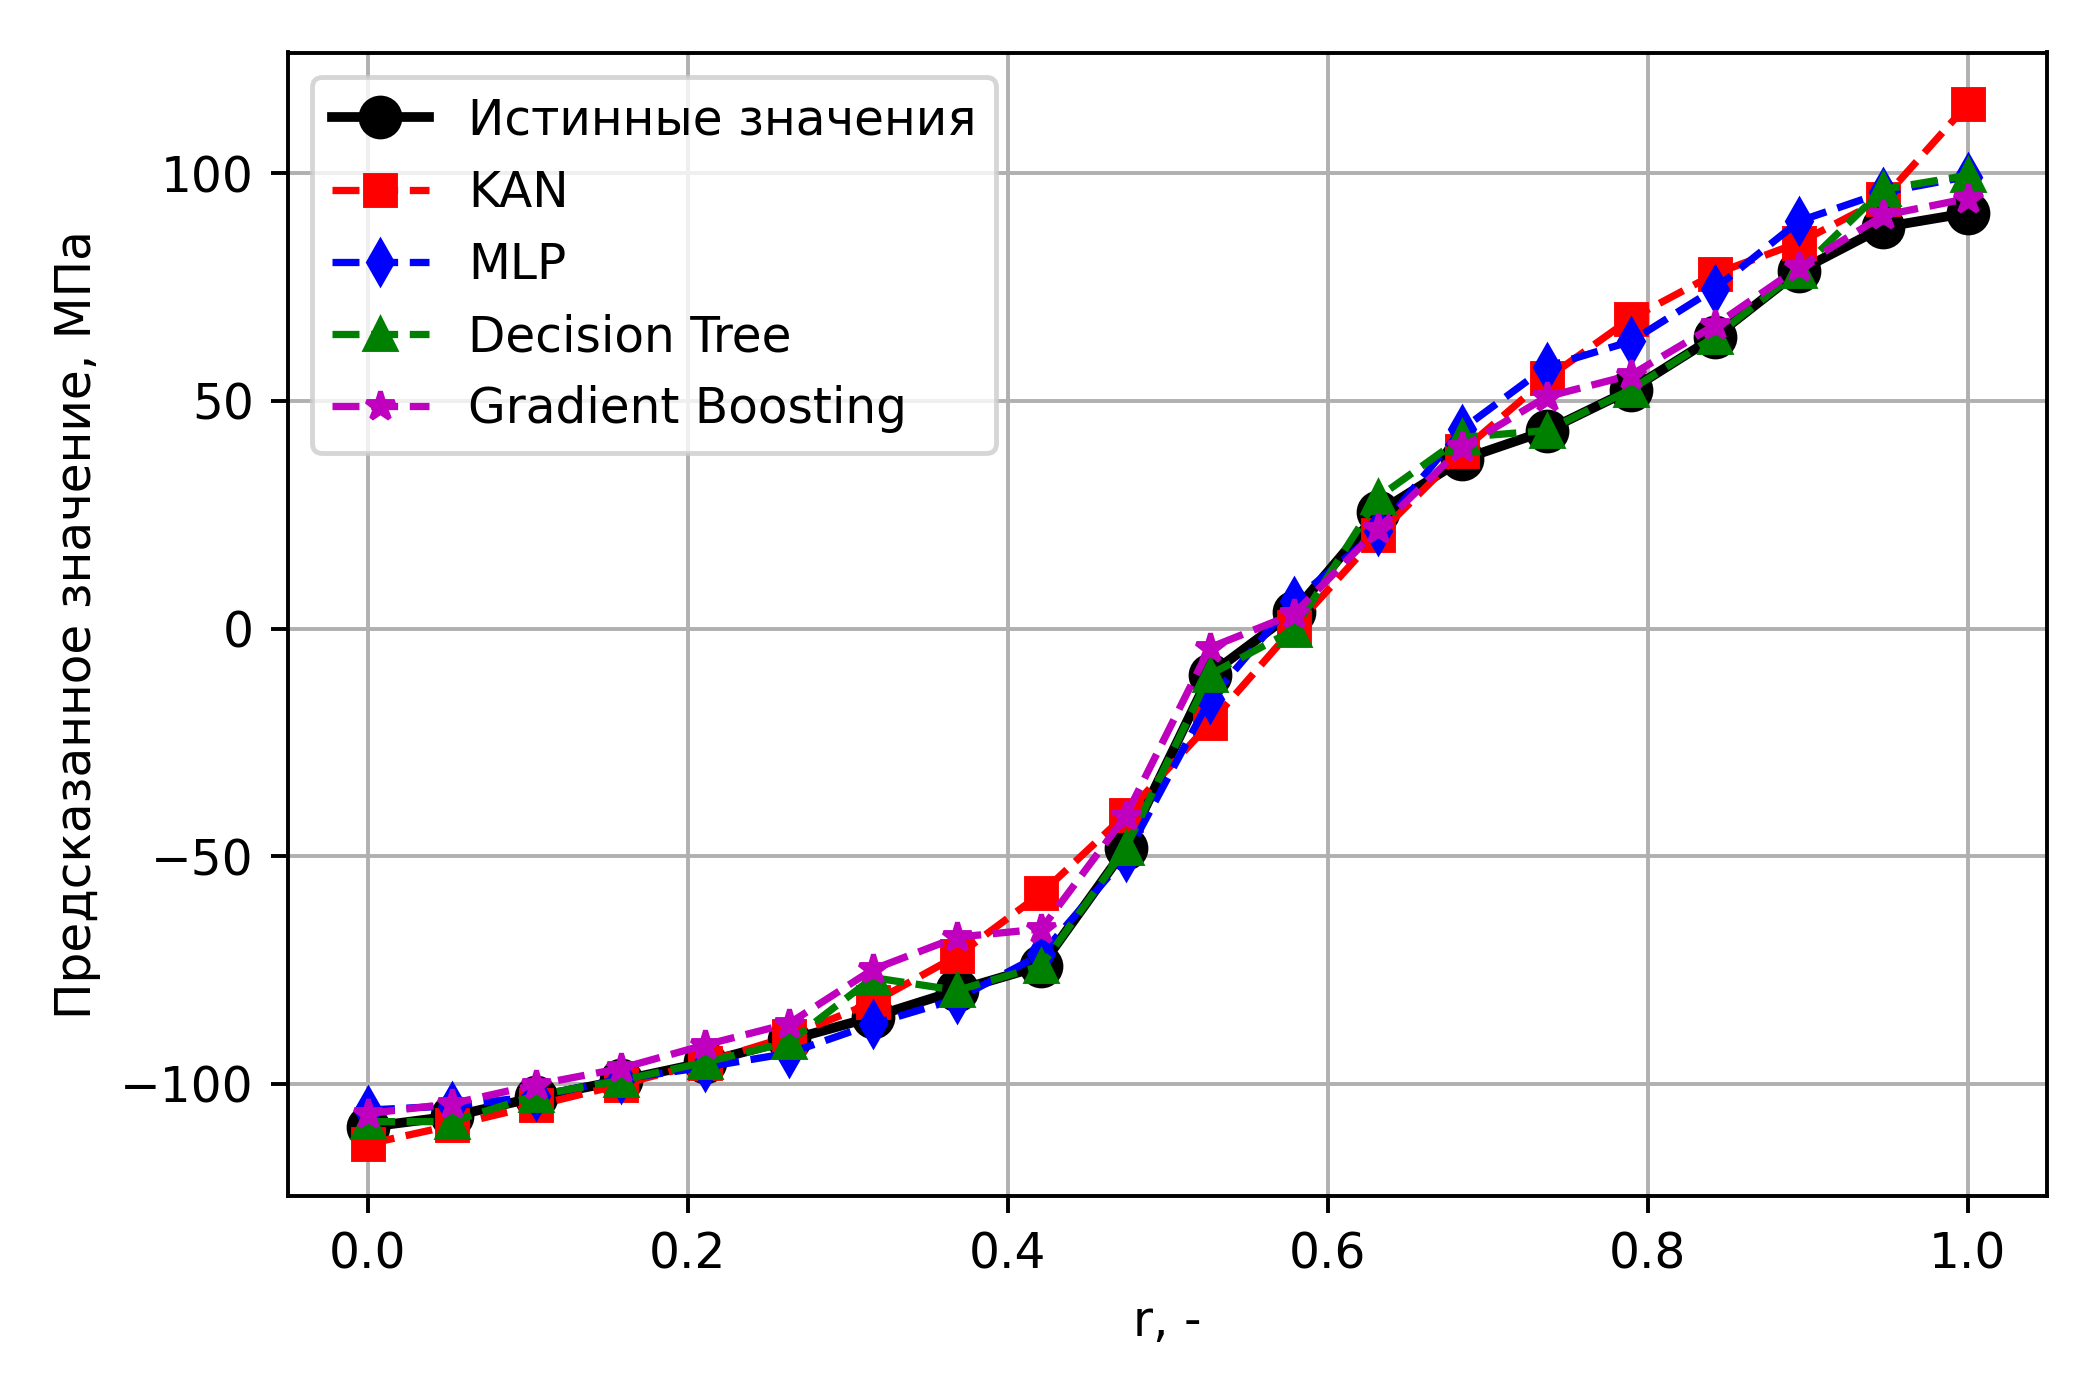 Истинные значения
KAN
MLP
Decision Tree
Gradient Boosting
Предсказанное значение, МПа
100
50
0
−50
−100
0.0 0.2 0.4 0.6 0.8 1.0
r, -